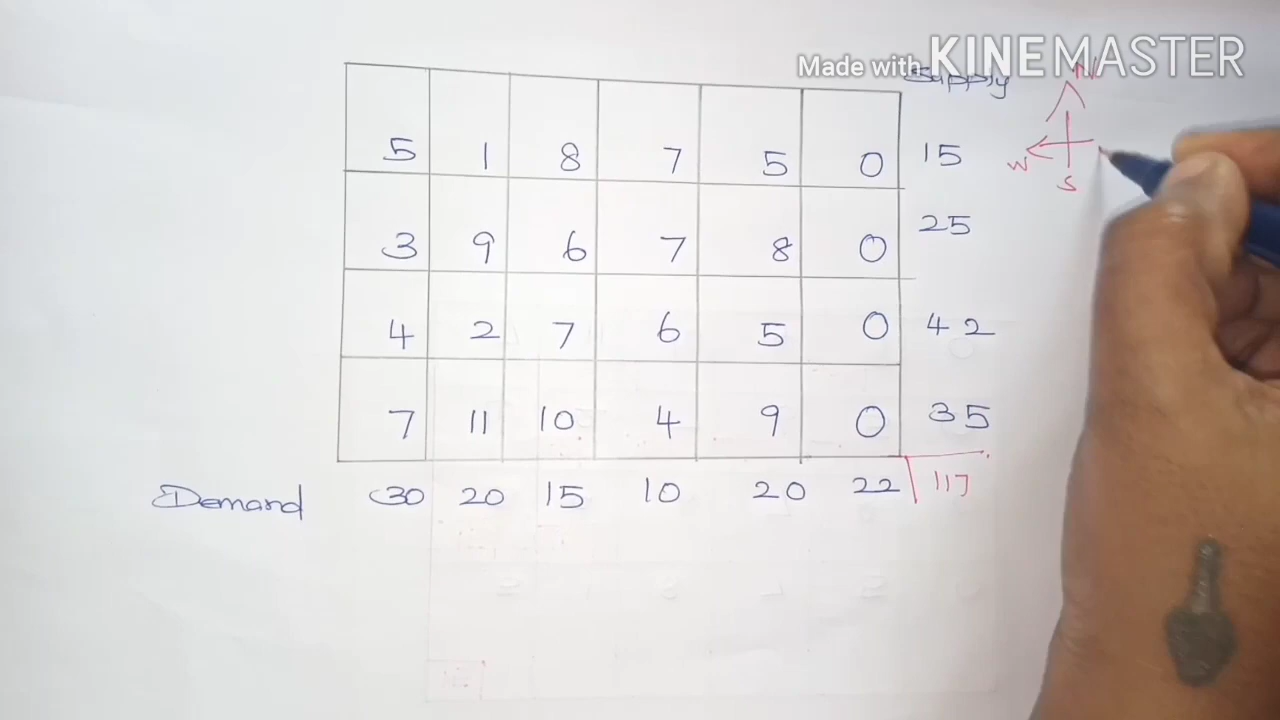 Made with KINEMASTER
Supply N
5 1 8 7 5 0 15
W S
3 9 6 7 8 0 25
4 2 7 6 5 0 42
7 11 10 4 9 0 35
Demand 30 20 15 10 20 22 117